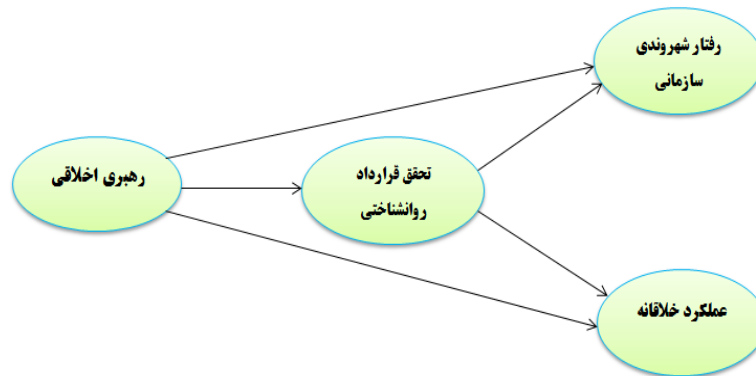 رفتار شهروندی
سازمانی
رهبری اخلاقی
تحقق قرارداد
روانشناختی
عملکرد خلاقانه